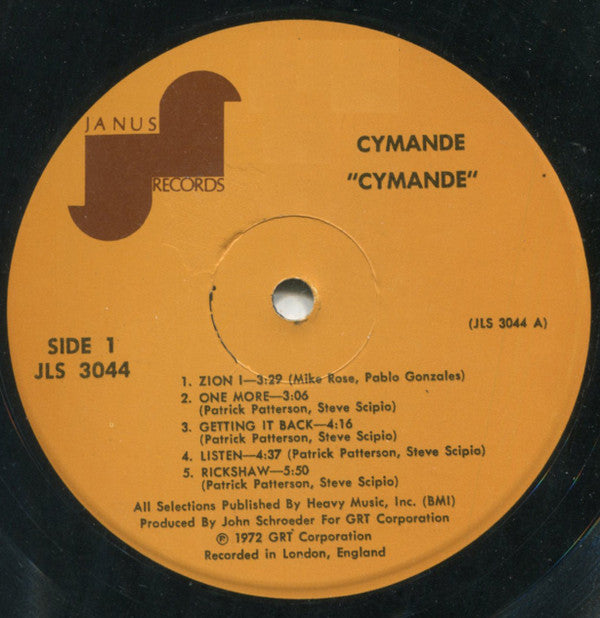 JANUS
RECORDS
CYMANDE
"CYMANDE"
SIDE 1
JLS 3044
(JLS 3044 A)
1. ZION I—3:29 (Mike Rose, Pablo Gonzales)
2. ONE MORE—3:06
(Patrick Patterson, Steve Scipio)
3. GETTING IT BACK—4:16
(Patrick Patterson, Steve Scipio)
4. LISTEN—4:37 (Patrick Patterson, Steve Scipio)
5. RICKSHAW—5:50
(Patrick Patterson, Steve Scipio)
All Selections Published By Heavy Music, Inc. (BMI)
Produced By John Schroeder For GRT Corporation
℗ 1972 GRT Corporation
Recorded in London, England